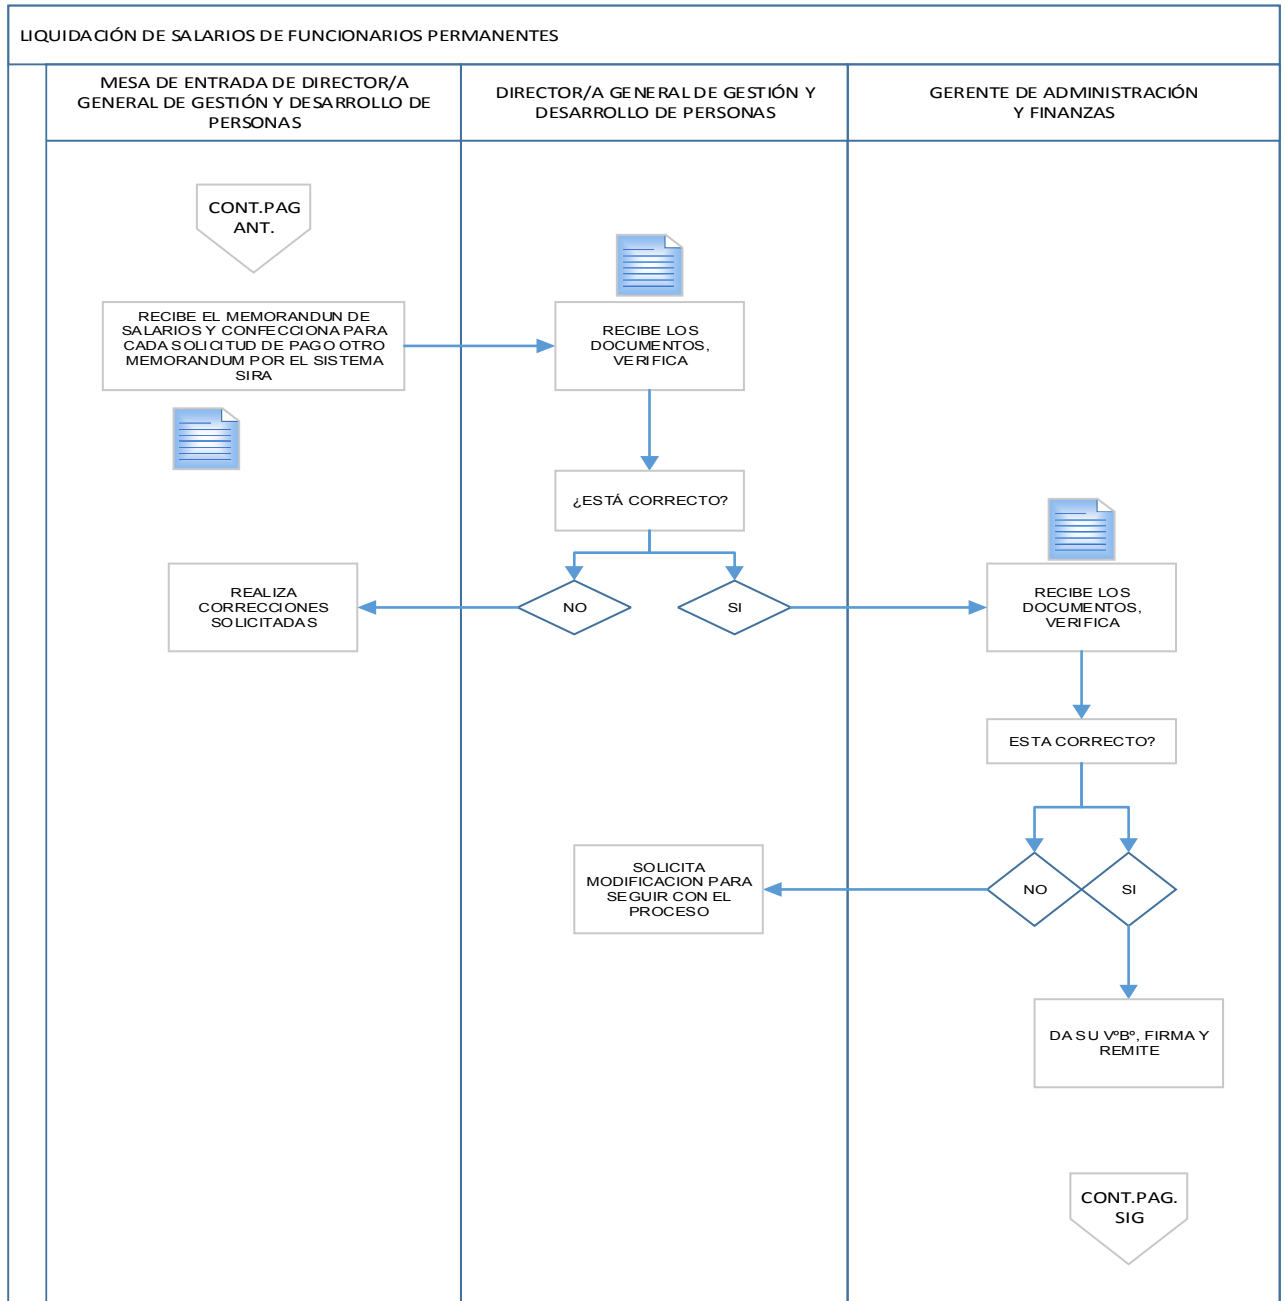 LIQUIDACIÓN DE SALARIOS DE FUNCIONARIOS PERMANENTES
MESA DE ENTRADA DE DIRECTOR/A
GENERAL DE GESTIÓN Y DESARROLLO DE
PERSONAS
DIRECTOR/A GENERAL DE GESTIÓN Y
DESARROLLO DE PERSONAS
GERENTE DE ADMINISTRACIÓN
Y FINANZAS
CONT.PAG
ANT.
RECIBE EL MEMORANDUN DE
SALARIOS Y CONFECCIONA PARA
CADA SOLICITUD DE PAGO OTRO
MEMORANDUM POR EL SISTEMA
SIRA
RECIBE LOS
DOCUMENTOS,
VERIFICA
¿ESTÁ CORRECTO?
REALIZA
CORRECCIONES
SOLICITADAS
NO
SI
RECIBE LOS
DOCUMENTOS,
VERIFICA
ESTA CORRECTO?
SOLICITA
MODIFICACION PARA
SEGUIR CON EL
PROCESO
NO
SI
DA SU VºBº, FIRMA Y
REMITE
CONT.PAG.
SIG